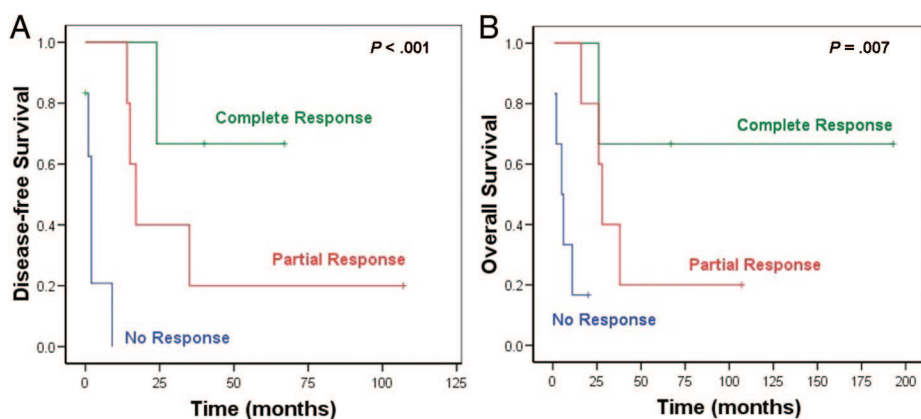 A
P < .001
Disease-free Survival
1.0
0.8
0.6
0.4
0.2
0.0
Complete Response
Partial Response
No Response
0
25
50
75
100
125
Time (months)
B
P = .007
Overall Survival
1.0
0.8
0.6
0.4
0.2
0.0
Complete Response
Partial Response
No Response
0
25
50
75
100
125
150
175
200
Time (months)